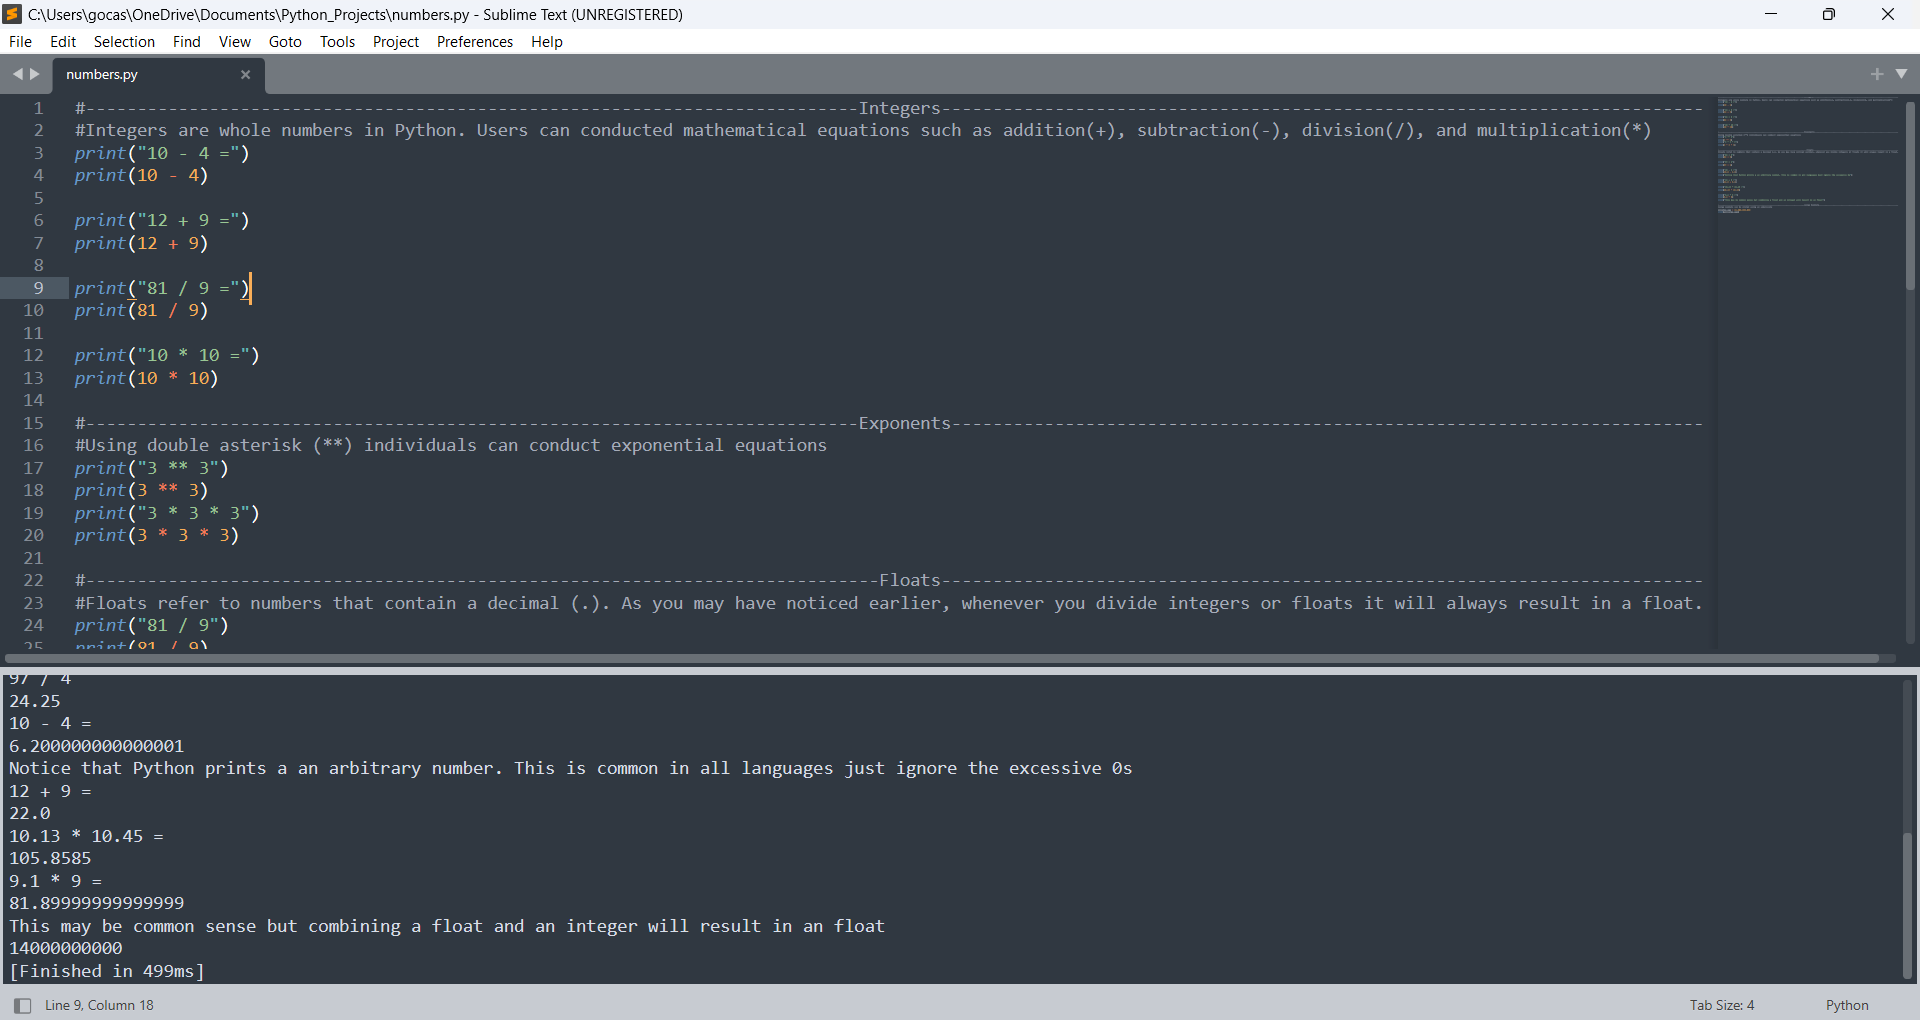 C:\Users\gocas\OneDrive\Documents\Python_Projects\numbers.py - Sublime Text (UNREGISTERED)
File Edit Selection Find View Goto Tools Project Preferences Help
numbers.py
1 #---------------------------------------------------------------------------Integers--------------------------------------------------------------------------
2 #Integers are whole numbers in Python. Users can conducted mathematical equations such as addition(+), subtraction(-), division(/), and multiplication(*)
3 print("10 - 4 =")
4 print(10 - 4)
5
6 print("12 + 9 =")
7 print(12 + 9)
8
9 print("81 / 9 =")
10 print(81 / 9)
11
12 print("10 * 10 =")
13 print(10 * 10)
14
15 #---------------------------------------------------------------------------Exponents-------------------------------------------------------------------------
16 #Using double asterisk (**) individuals can conduct exponential equations
17 print("3 ** 3")
18 print(3 ** 3)
19 print("3 * 3 * 3")
20 print(3 * 3 * 3)
21
22 #-----------------------------------------------------------------------------Floats--------------------------------------------------------------------------
23 #Floats refer to numbers that contain a decimal (.). As you may have noticed earlier, whenever you divide integers or floats it will always result in a float.
24 print("81 / 9")
25 print(81 / 9)
97 / 4
24.25
10 - 4 =
6.200000000000001
Notice that Python prints a an arbitrary number. This is common in all languages just ignore the excessive 0s
12 + 9 =
22.0
10.13 * 10.45 =
105.8585
9.1 * 9 =
81.89999999999999
This may be common sense but combining a float and an integer will result in an float
14000000000
[Finished in 499ms]
Line 9, Column 18
Tab Size: 4
Python